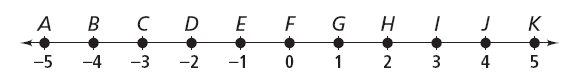 A B C D E F G H I J K
–5 –4 –3 –2 –1 0 1 2 3 4 5